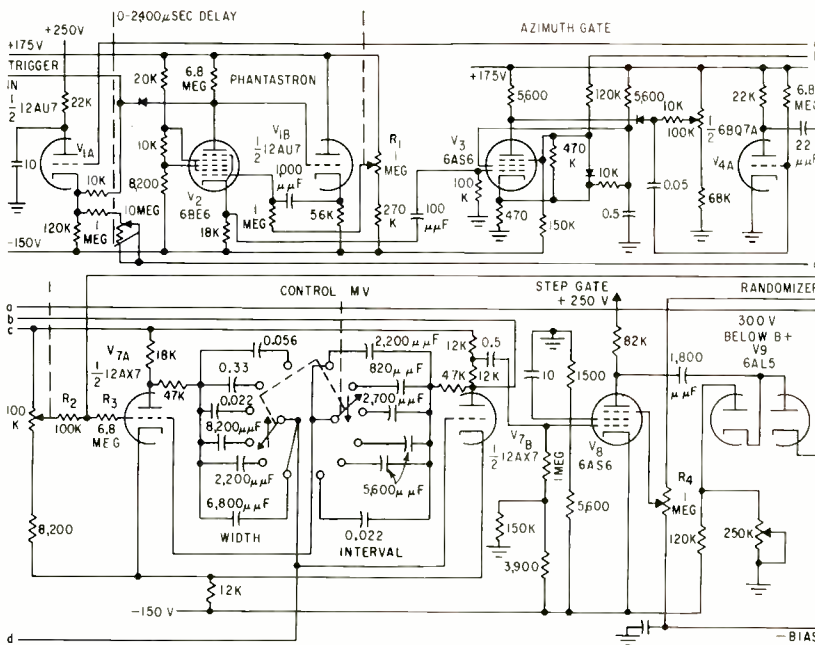 0-2400μSEC DELAY
AZIMUTH GATE
+250V
+175V
TRIGGER
IN
1/2
12AU7
22K
V1A
10
10K
10MEG
120K
1
MEG
-150V
20K
6.8
MEG
PHANTASTRON
10K
8,200
V2
6BE6
18K
V1B
1/2
12AU7
1,000
μμF
1
MEG
56K
R1
1
MEG
270
K
100
μμF
+175V
5,600
V3
6AS6
100
K
470
470
K
150K
120K
5,600
10K
0.5
10K
100K
1/2 6BQ7A
68K
0.05
22K
V4A
6.8
MEG
22
μμF
CONTROL MV
STEP GATE
+250 V
RANDOMIZER
a
b
c
V7A
1/2
12AX7
18K
47K
100
K
R2
100K
R3
6.8
MEG
8,200
0.056
0.33
0.022
8,200μμF
2,200μμF
6,800μμF
WIDTH
2,200μμF
820μμF
2,700μμF
5,600μμF
0.022
INTERVAL
12K
0.5
12K
47K
V7B
1/2 12AX7
10
1500
82K
1,800
μμF
300 V
BELOW B+
V9
6AL5
V8
6AS6
1 MEG
150K
3,900
5,600
R4
1
MEG
120K
250K
12K
-150 V
d
-BIAS